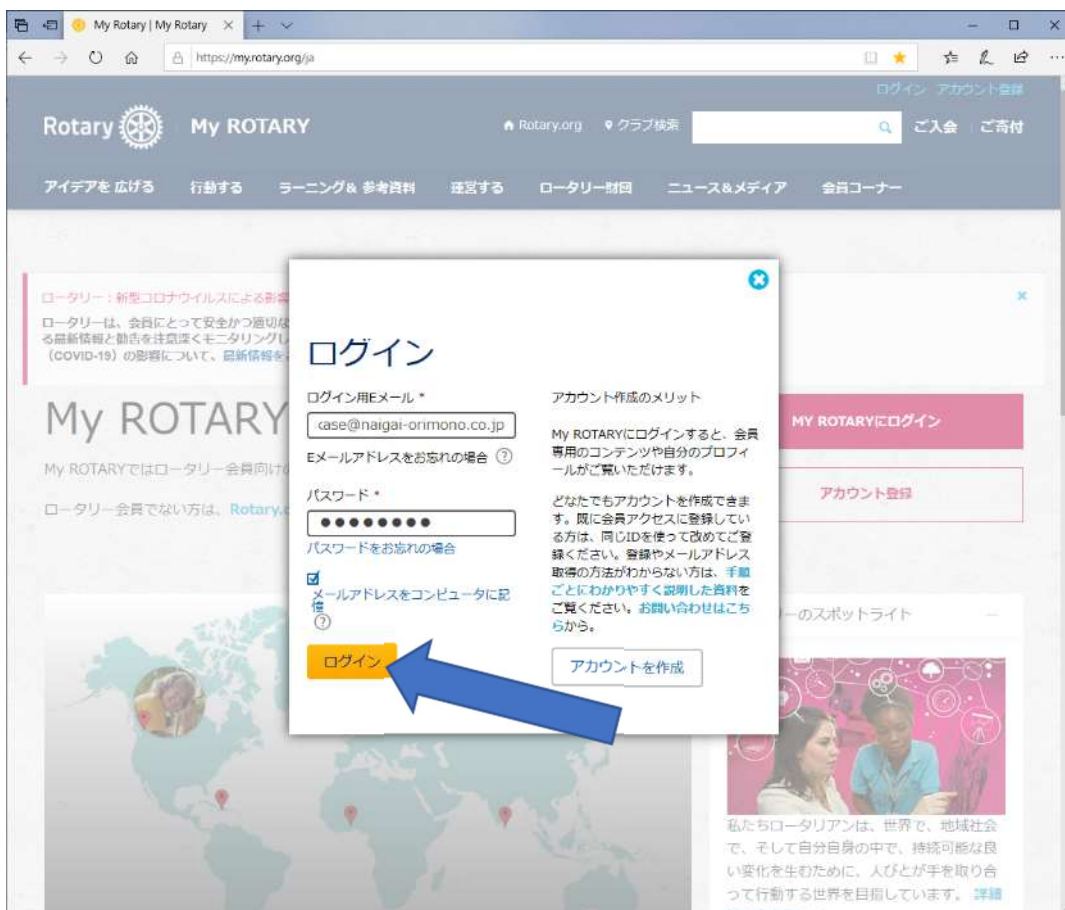 My Rotary | My Rotary
https://my.rotary.org/ja
ログイン アカウント登録
Rotary
My ROTARY
Rotary.org
クラブ検索
ご入会
ご寄付
アイデアを 広げる 行動する ラーニング& 参考資料 運営する ロータリー財団 ニュース&メディア 会員コーナー
ロータリー:新型コロナウイルスによる影響
ロータリーは、会員にとって安全かつ適切な
る最新情報と勧告を注意深くモニタリングし
(COVID-19)の影響について、最新情報を
My ROTARY
My ROTARYではロータリー会員向け
ロータリー会員でない方は、Rotary.
MY ROTARYにログイン
アカウント登録
ログイン
ログイン用Eメール *
case@naigai-orimono.co.jp
Eメールアドレスをお忘れの場合 ?
パスワード *
パスワードをお忘れの場合
メールアドレスをコンピュータに記
憶
?
ログイン
アカウント作成のメリット
My ROTARYにログインすると、会員
専用のコンテンツや自分のプロフィ
ールがご覧いただけます。
どなたでもアカウントを作成できま
す。既に会員アクセスに登録してい
る方は、同じIDを使って改めてご登
録ください。登録やメールアドレス
取得の方法がわからない方は、手順
ごとにわかりやすく説明した資料を
ご覧ください。お問い合わせはこち
らから。
アカウントを作成
ーのスポットライト
私たちロータリアンは、世界で、地域社会
で、そして自分自身の中で、持続可能な良
い変化を生むために、人びとが手を取り合
って行動する世界を目指しています。 詳細